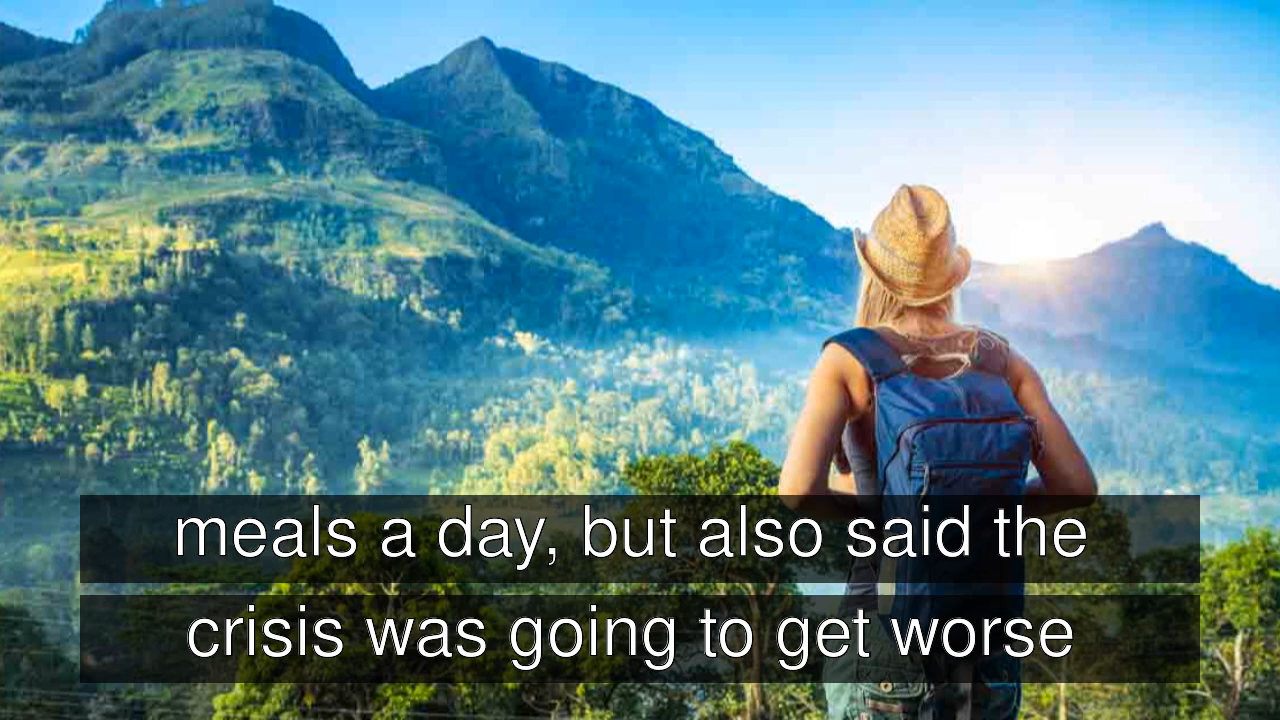 meals a day, but also said the
crisis was going to get worse